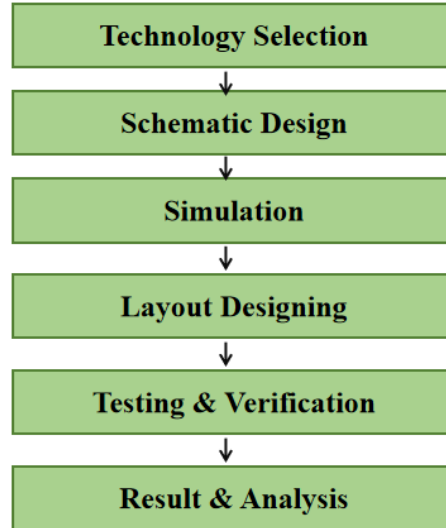 Technology Selection
Schematic Design
Simulation
Layout Designing
Testing & Verification
Result & Analysis